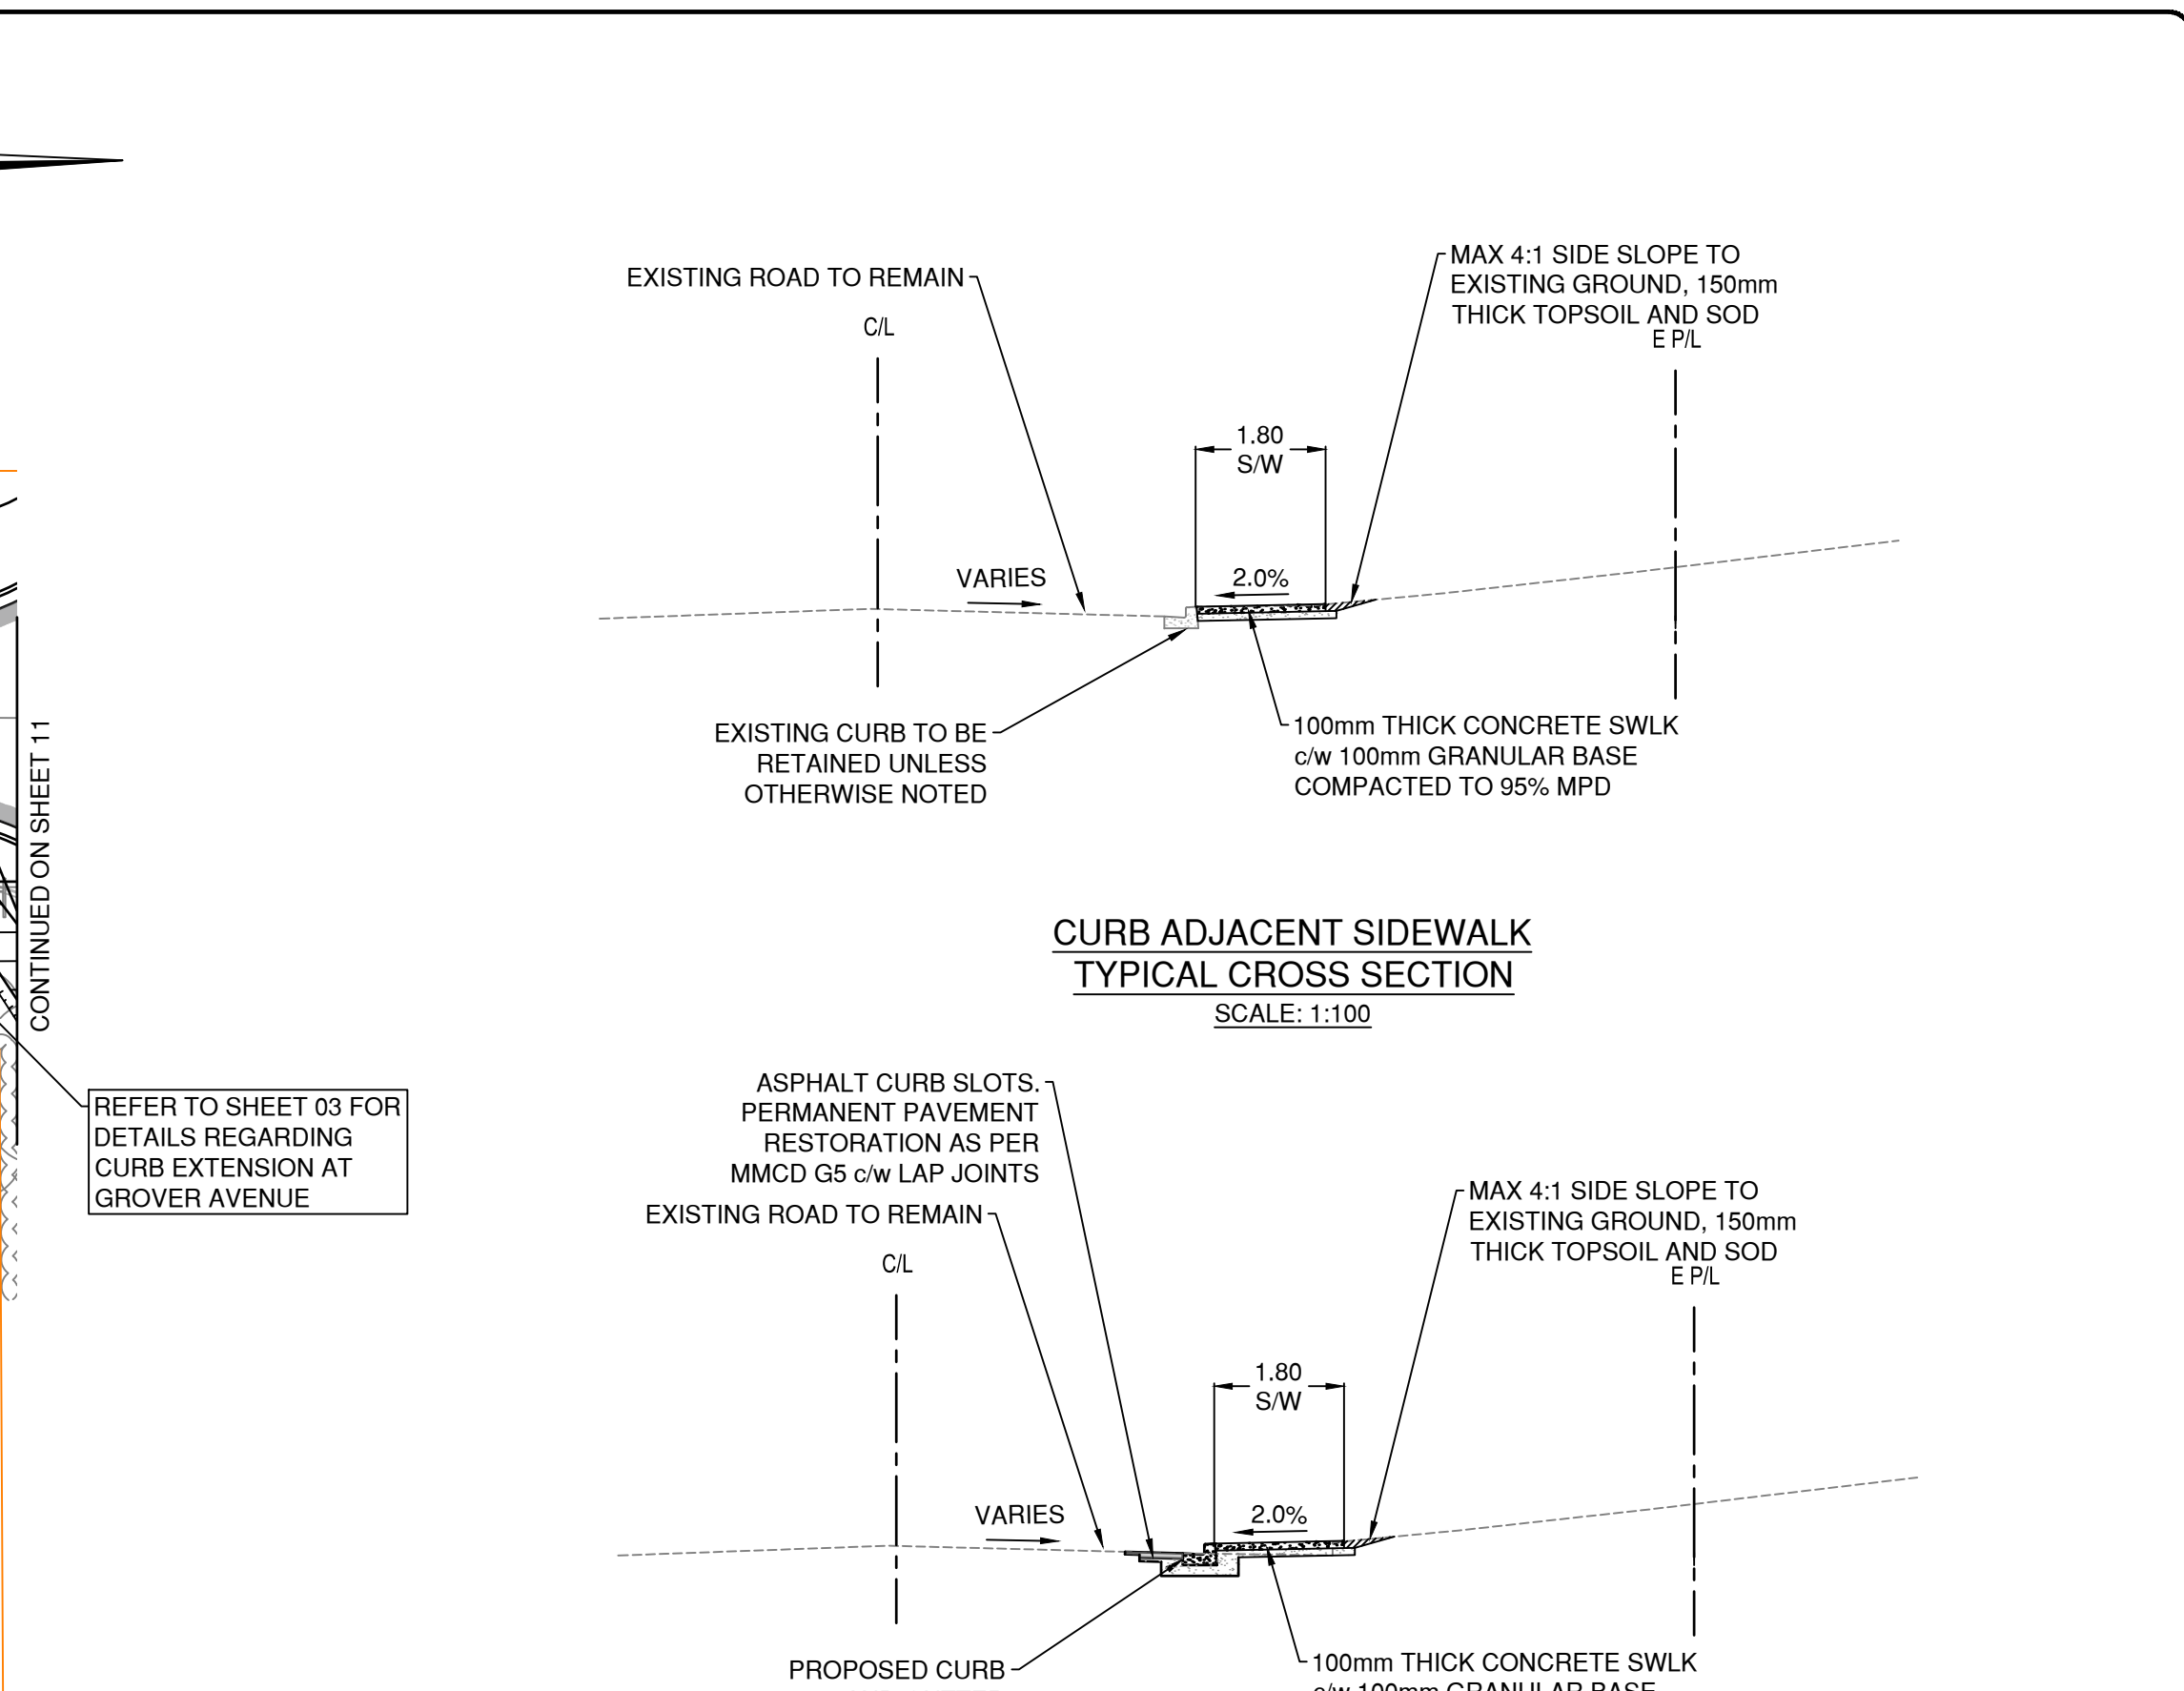 EXISTING ROAD TO REMAIN
C/L
MAX 4:1 SIDE SLOPE TO
EXISTING GROUND, 150mm
THICK TOPSOIL AND SOD
E P/L
1.80
S/W
VARIES
2.0%
EXISTING CURB TO BE
RETAINED UNLESS
OTHERWISE NOTED
100mm THICK CONCRETE SWLK
c/w 100mm GRANULAR BASE
COMPACTED TO 95% MPD
CONTINUED ON SHEET 11
CURB ADJACENT SIDEWALK
TYPICAL CROSS SECTION
SCALE: 1:100
REFER TO SHEET 03 FOR
DETAILS REGARDING
CURB EXTENSION AT
GROVER AVENUE
ASPHALT CURB SLOTS.
PERMANENT PAVEMENT
RESTORATION AS PER
MMCD G5 c/w LAP JOINTS
EXISTING ROAD TO REMAIN
C/L
MAX 4:1 SIDE SLOPE TO
EXISTING GROUND, 150mm
THICK TOPSOIL AND SOD
E P/L
1.80
S/W
VARIES
2.0%
PROPOSED CURB
100mm THICK CONCRETE SWLK
c/w 100mm GRANULAR BASE